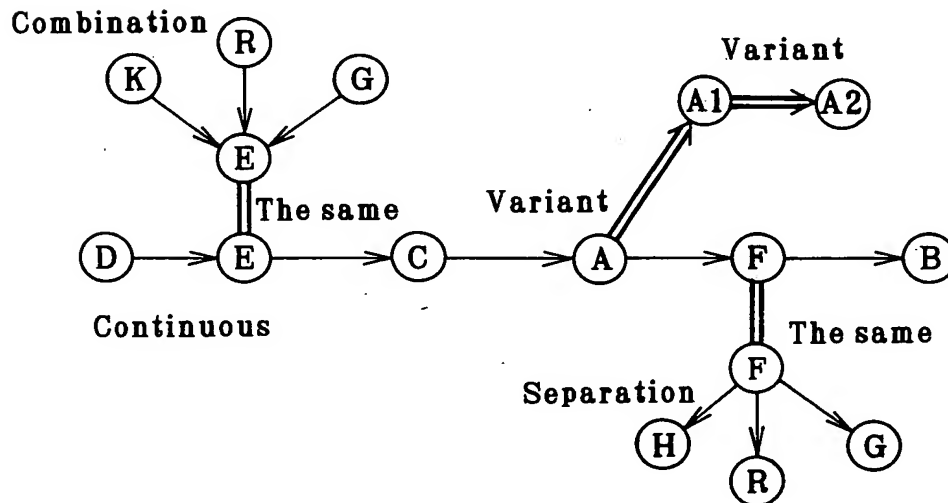 Combination
R
Variant
K
G
A1
A2
E
The same
Variant
D
E
C
A
F
B
Continuous
The same
F
Separation
H
G
R